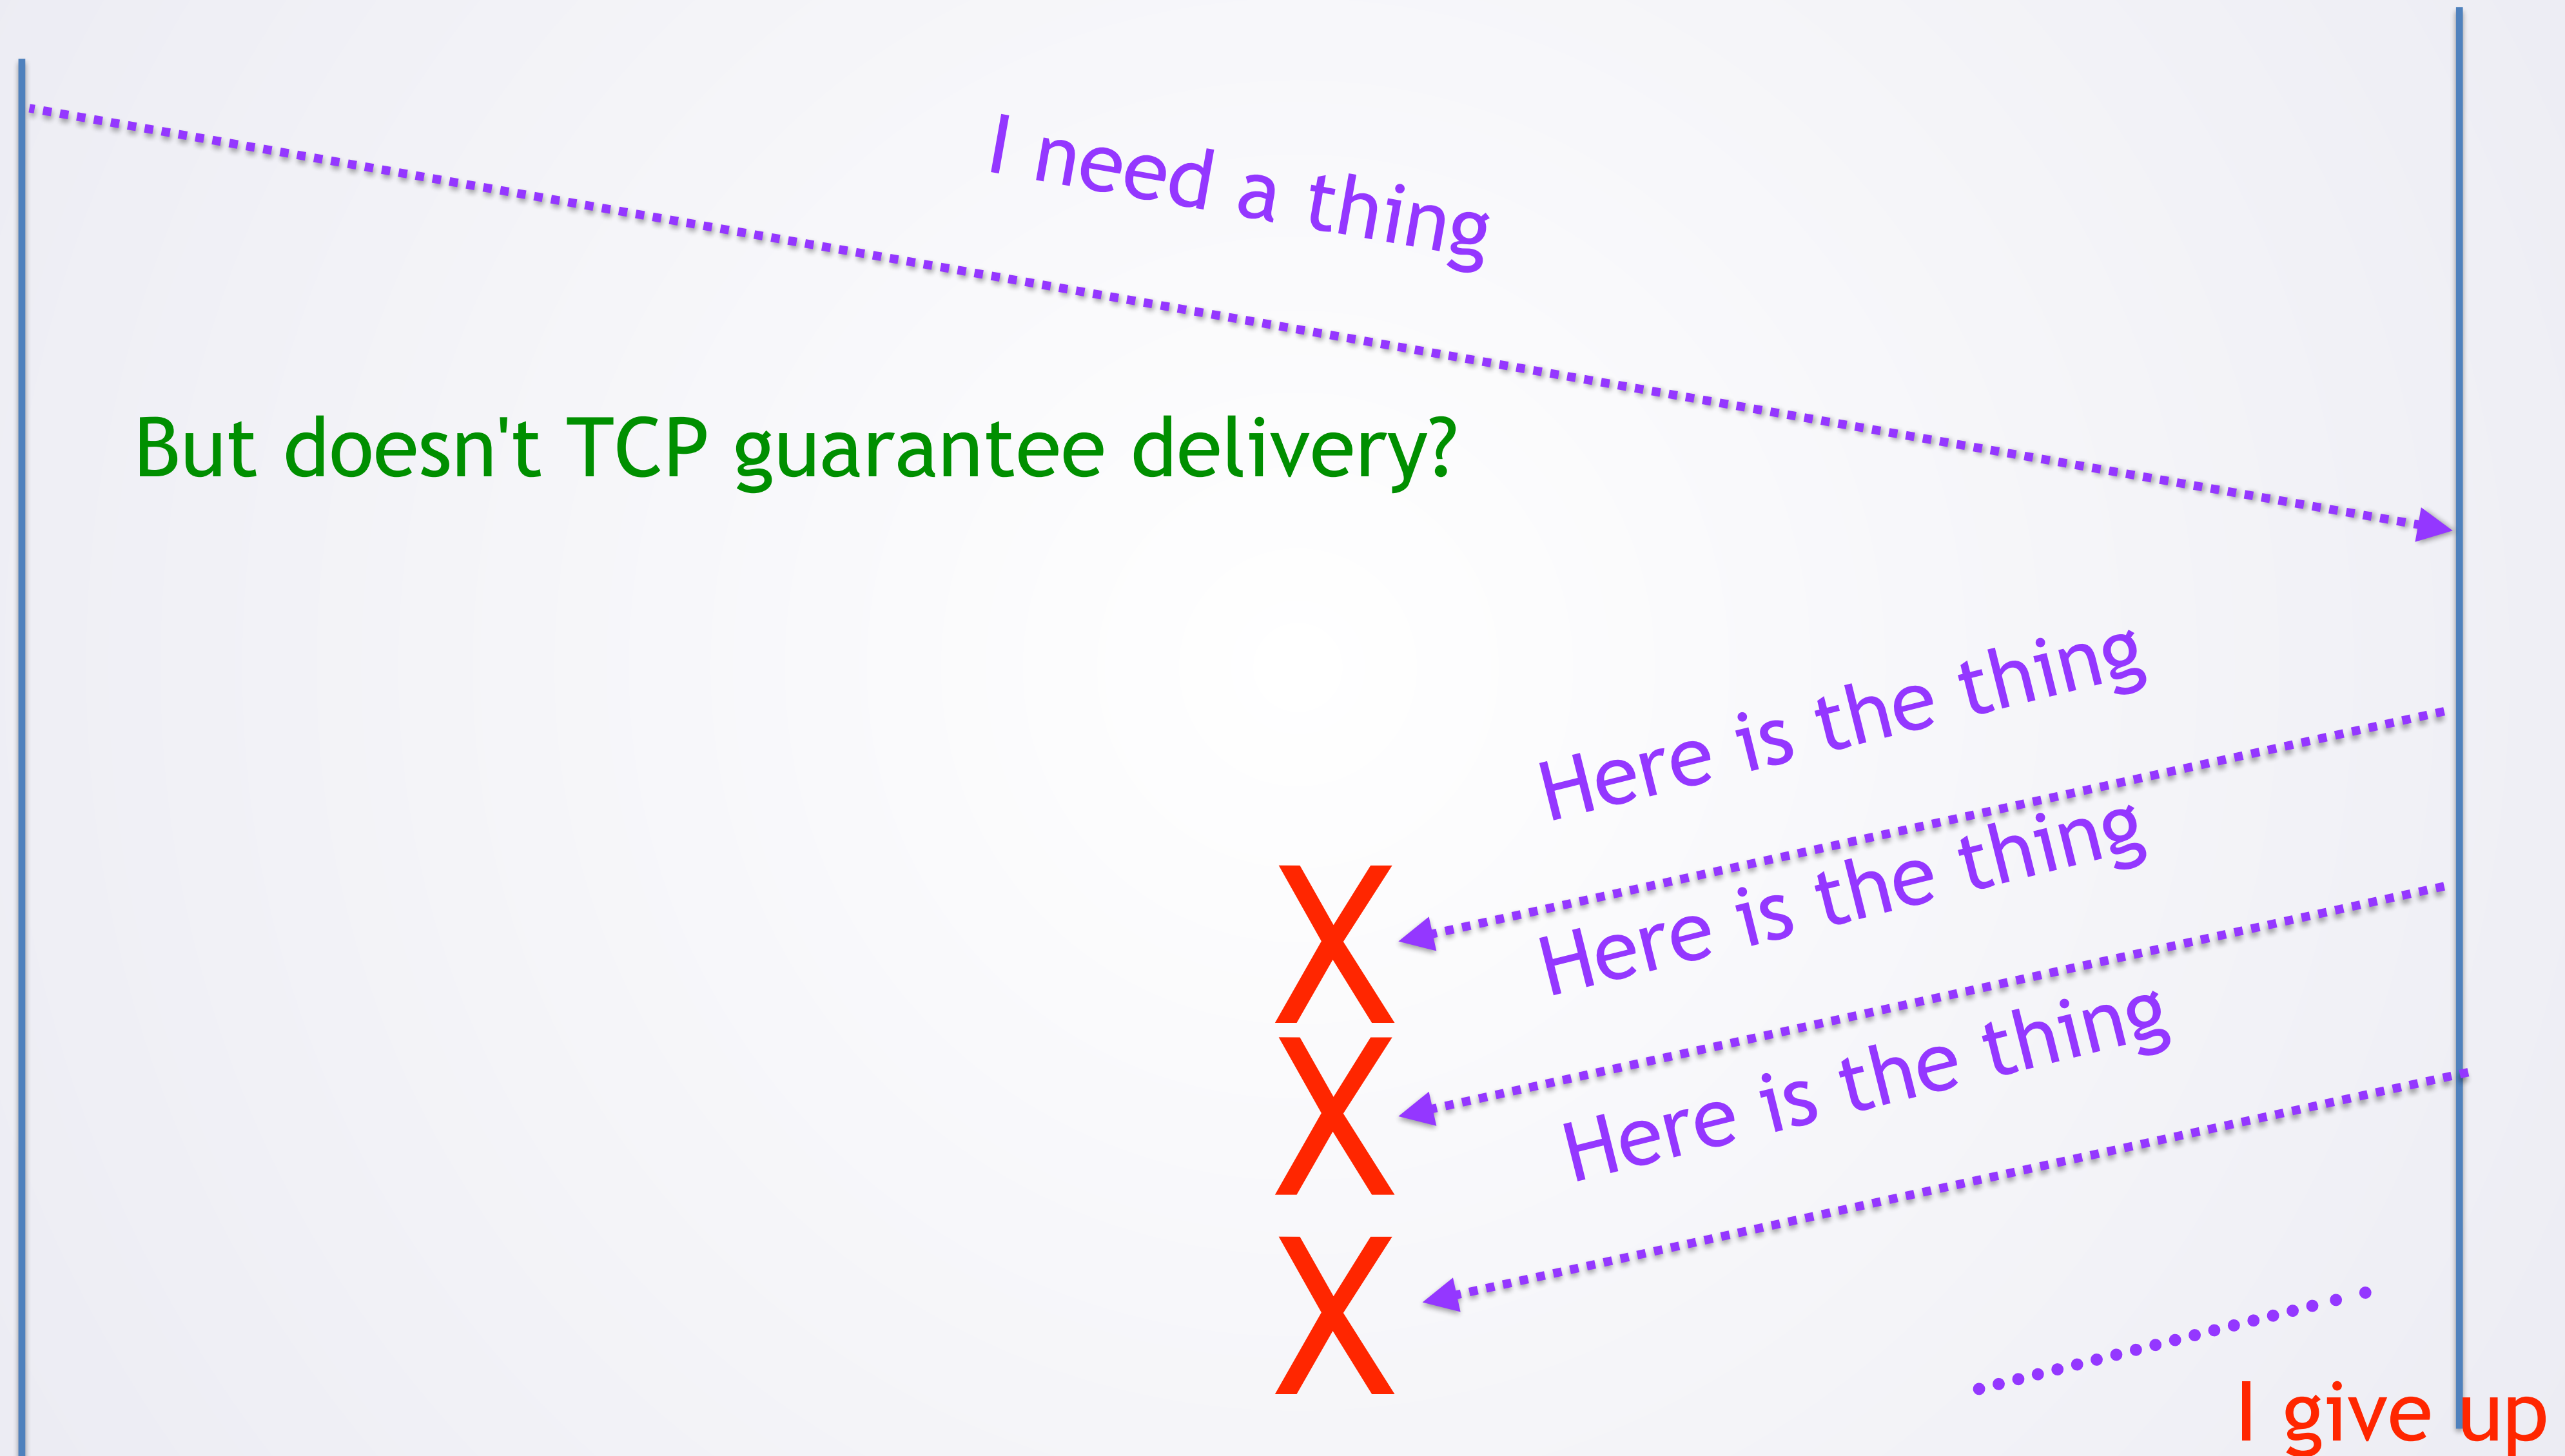 I need a thing
But doesn't TCP guarantee delivery?
Here is the thing
X
Here is the thing
X
Here is the thing
X
I give up